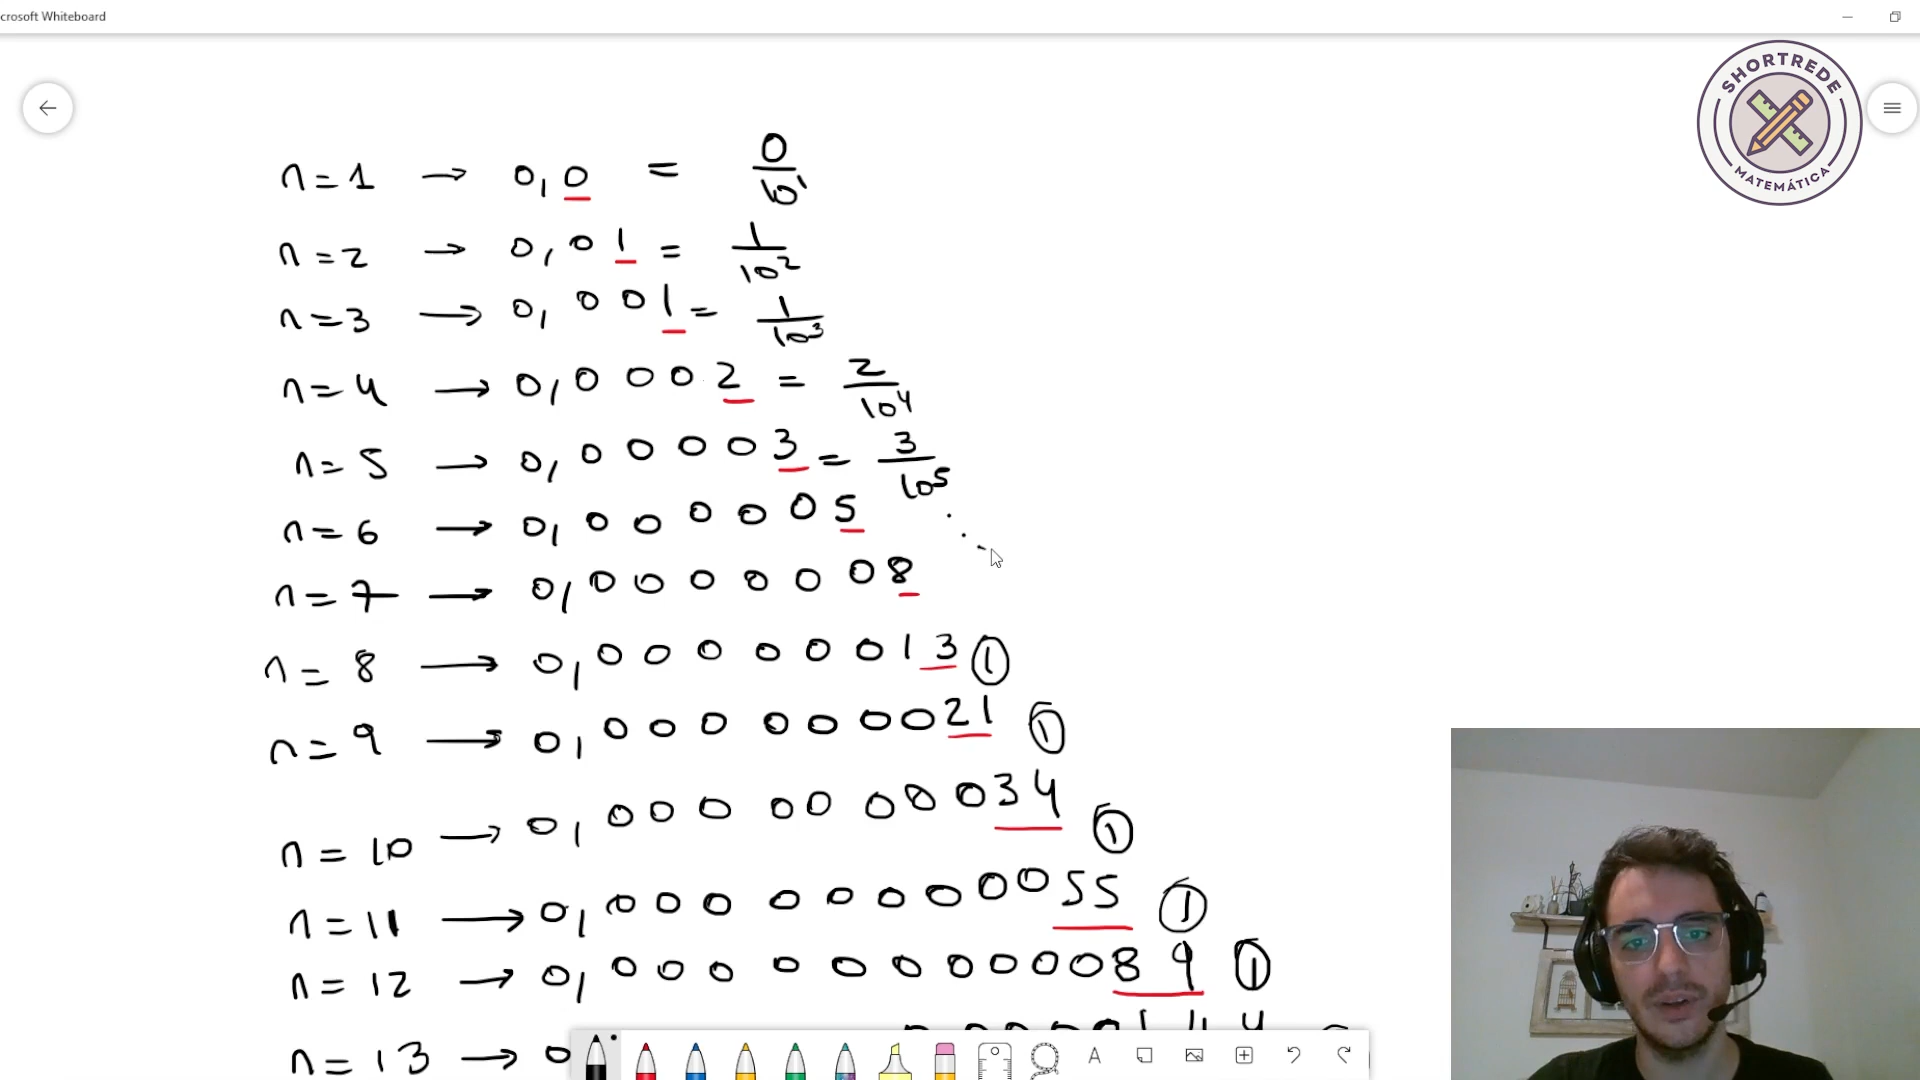 crosoft Whiteboard
SHORTREDE
MATEMÁTICA
n=1 → 0,0 = 0/10¹
n=2 → 0,01 = 1/10²
n=3 → 0,001 = 1/10³
n=4 → 0,0002 = 2/10⁴
n=5 → 0,00003 = 3/10⁵
n=6 → 0,000005 ⋱
n=7 → 0,00000008
n=8 → 0,00000013 ①
n=9 → 0,000000021 ①
n=10 → 0,0000000034 ①
n=11 → 0,00000000055 ①
n=12 → 0,000000000089 ①
n=13 → 0
A